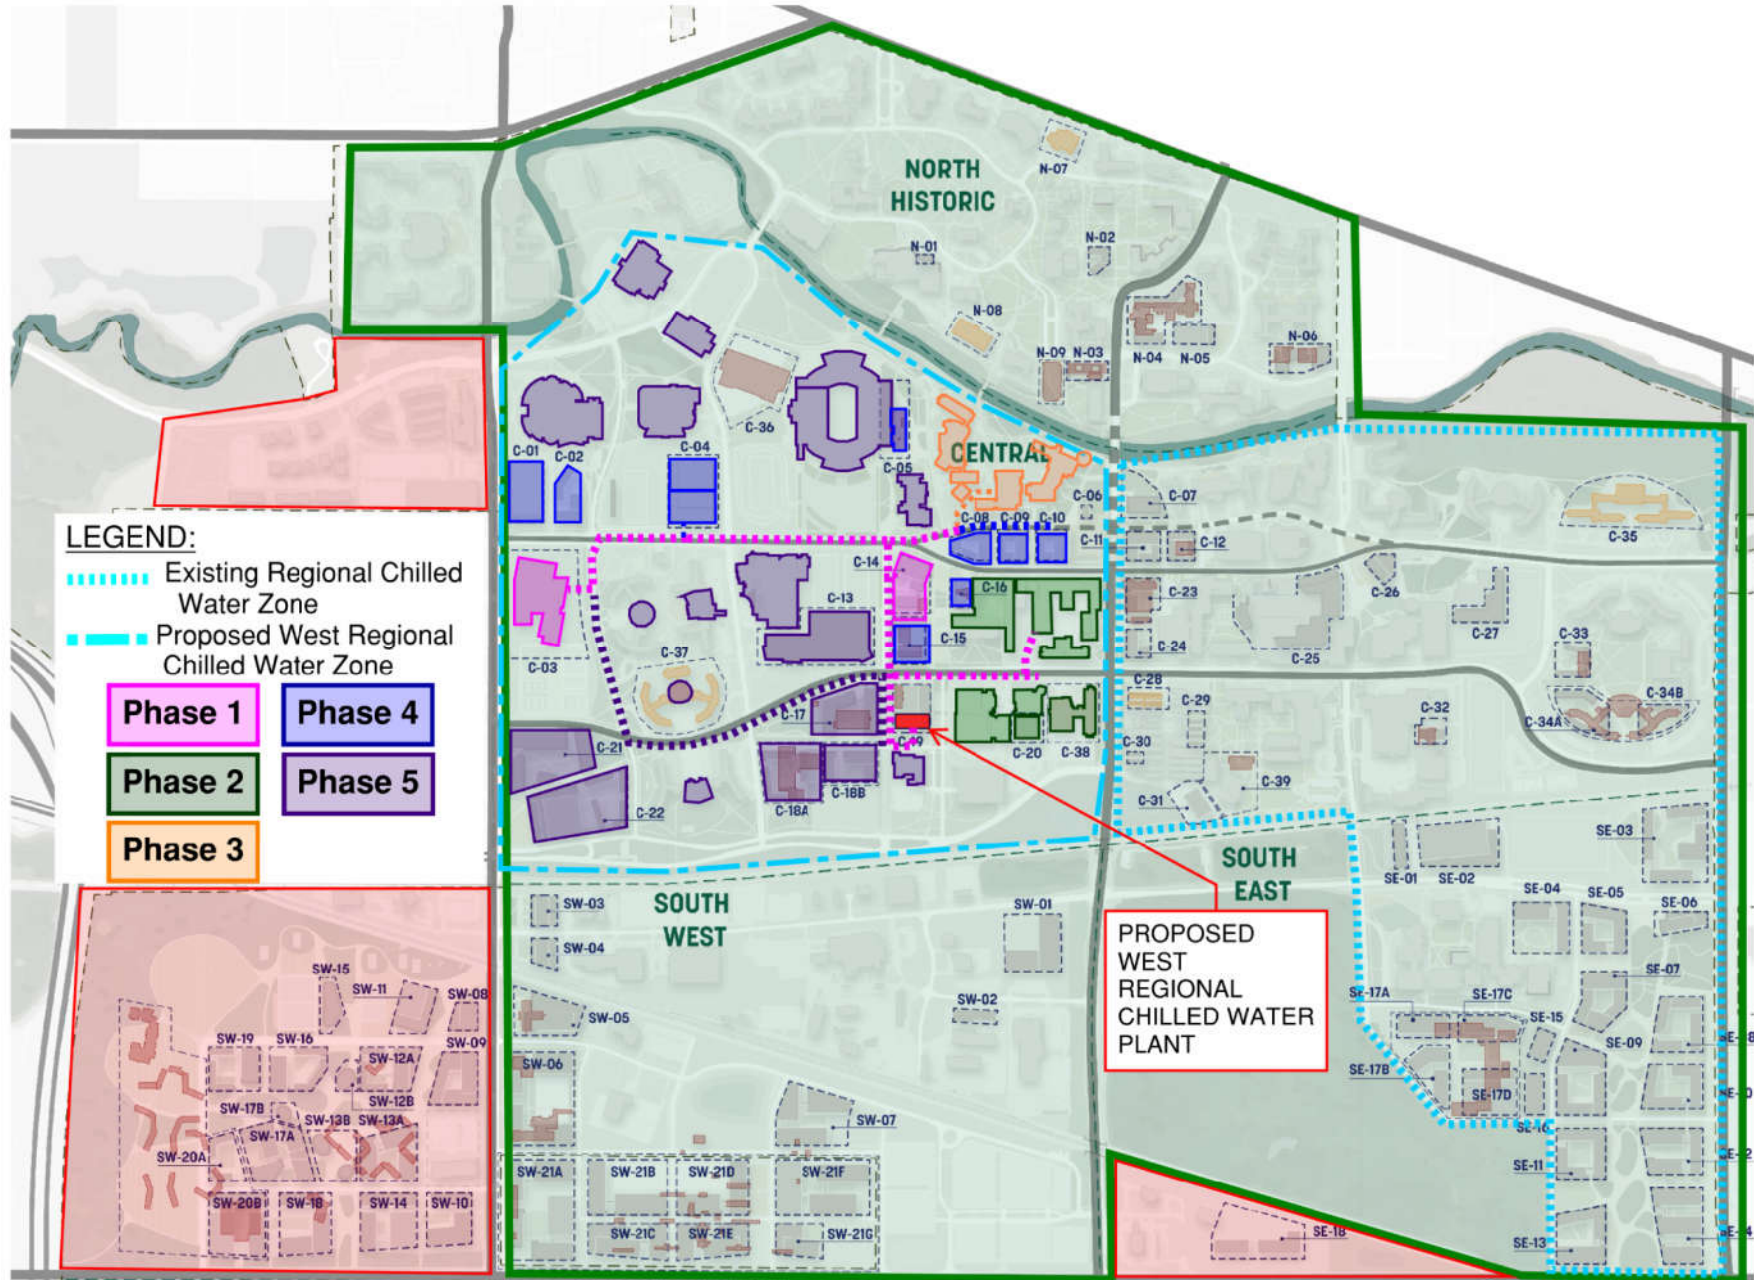 NORTH
HISTORIC
N-07
N-01
N-02
N-08
N-09
N-03
N-04
N-05
N-06
C-36
C-01
C-02
C-04
C-05
CENTRAL
C-06
C-07
C-08
C-09
C-10
C-11
C-12
C-35
C-14
C-13
C-16
C-15
C-23
C-24
C-25
C-26
C-27
C-33
C-03
C-37
C-17
C-19
C-20
C-38
C-28
C-29
C-30
C-31
C-39
C-32
C-34A
C-34B
C-21
C-22
C-18A
C-18B
LEGEND:
Existing Regional Chilled
Water Zone
Proposed West Regional
Chilled Water Zone
Phase 1
Phase 4
Phase 2
Phase 5
Phase 3
SOUTH
WEST
SOUTH
EAST
PROPOSED
WEST
REGIONAL
CHILLED WATER
PLANT
SW-03
SW-04
SW-01
SW-02
SW-05
SW-06
SW-07
SW-15
SW-11
SW-08
SW-19
SW-16
SW-12A
SW-09
SW-12B
SW-17B
SW-13B
SW-13A
SW-17A
SW-20A
SW-20B
SW-18
SW-14
SW-10
SW-21A
SW-21B
SW-21D
SW-21F
SW-21C
SW-21E
SW-21G
SE-01
SE-02
SE-03
SE-04
SE-05
SE-06
SE-07
SE-17A
SE-17C
SE-15
SE-09
SE-17B
SE-17D
SE-16
SE-11
SE-13
SE-18